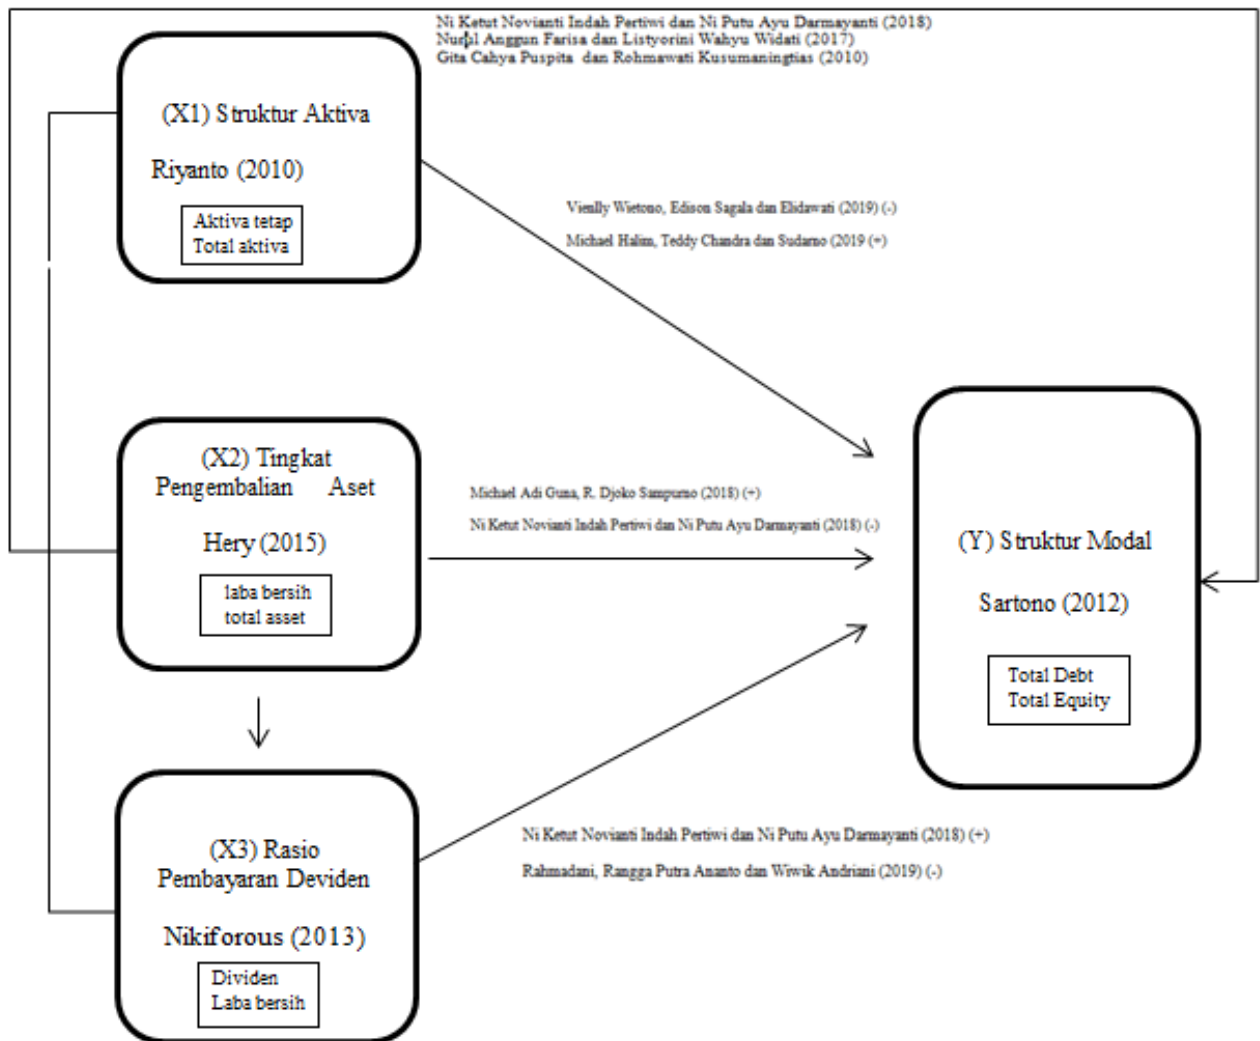 Ni Ketut Novianti Indah Pertiwi dan Ni Putu Ayu Darmayanti (2018)
Nurul Anggun Farisa dan Listyorini Wahyu Widati (2017)
Gita Cahya Puspita dan Rohmawati Kusumaningtias (2010)
(X1) Struktur Aktiva
Riyanto (2010)
Aktiva tetap
Total aktiva
Vienlly Wietono, Edison Sagala dan Elidawati (2019) (-)
Michael Halim, Teddy Chandra dan Sudarno (2019 (+)
(X2) Tingkat
Pengembalian Aset
Hery (2015)
laba bersih
total asset
Michael Adi Guna, R. Djoko Sampurno (2018) (+)
Ni Ketut Novianti Indah Pertiwi dan Ni Putu Ayu Darmayanti (2018) (-)
(Y) Struktur Modal
Sartono (2012)
Total Debt
Total Equity
(X3) Rasio
Pembayaran Deviden
Nikiforous (2013)
Dividen
Laba bersih
Ni Ketut Novianti Indah Pertiwi dan Ni Putu Ayu Darmayanti (2018) (+)
Rahmadani, Rangga Putra Ananto dan Wiwik Andriani (2019) (-)